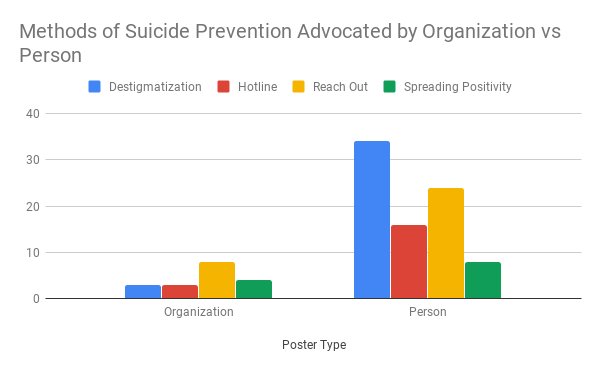 Methods of Suicide Prevention Advocated by Organization vs
Person
Destigmatization Hotline Reach Out Spreading Positivity
40
30
20
10
0
Organization Person
Poster Type